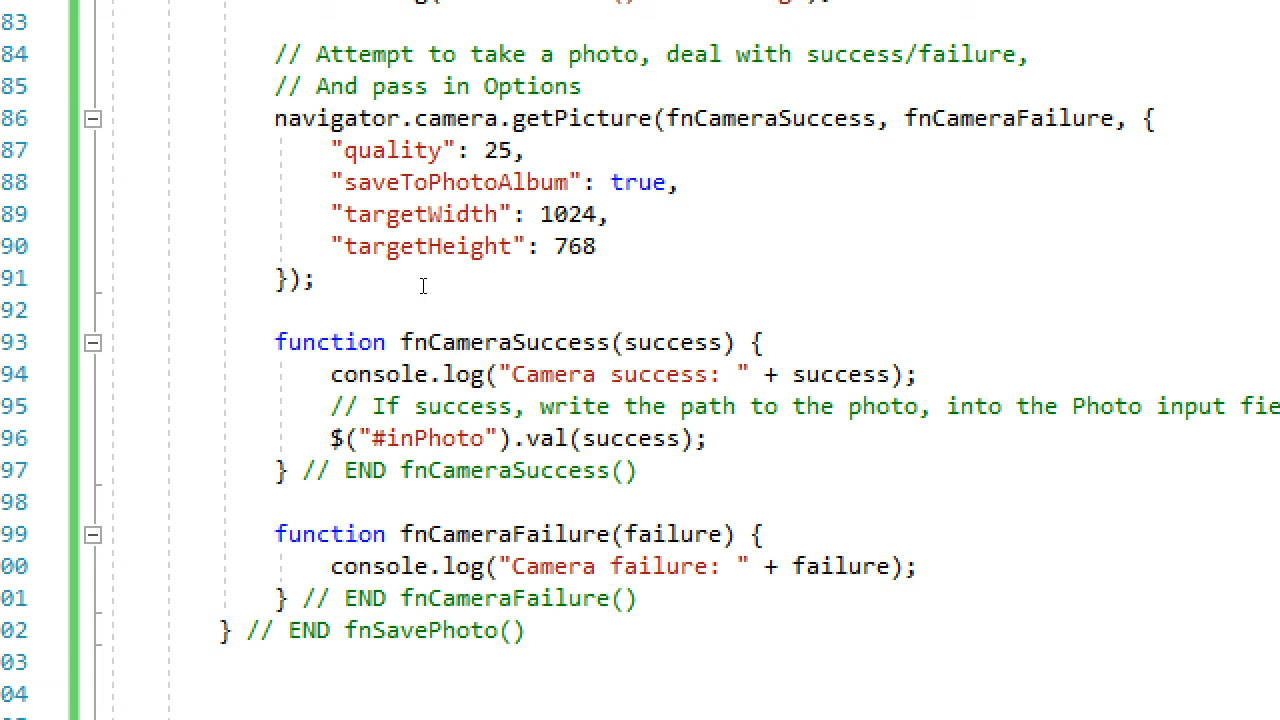 83
84 // Attempt to take a photo, deal with success/failure,
85 // And pass in Options
86 navigator.camera.getPicture(fnCameraSuccess, fnCameraFailure, {
87 "quality": 25,
88 "saveToPhotoAlbum": true,
89 "targetWidth": 1024,
90 "targetHeight": 768
91 });
92
93 function fnCameraSuccess(success) {
94 console.log("Camera success: " + success);
95 // If success, write the path to the photo, into the Photo input fie
96 $("#inPhoto").val(success);
97 } // END fnCameraSuccess()
98
99 function fnCameraFailure(failure) {
00 console.log("Camera failure: " + failure);
01 } // END fnCameraFailure()
02 } // END fnSavePhoto()
03
04